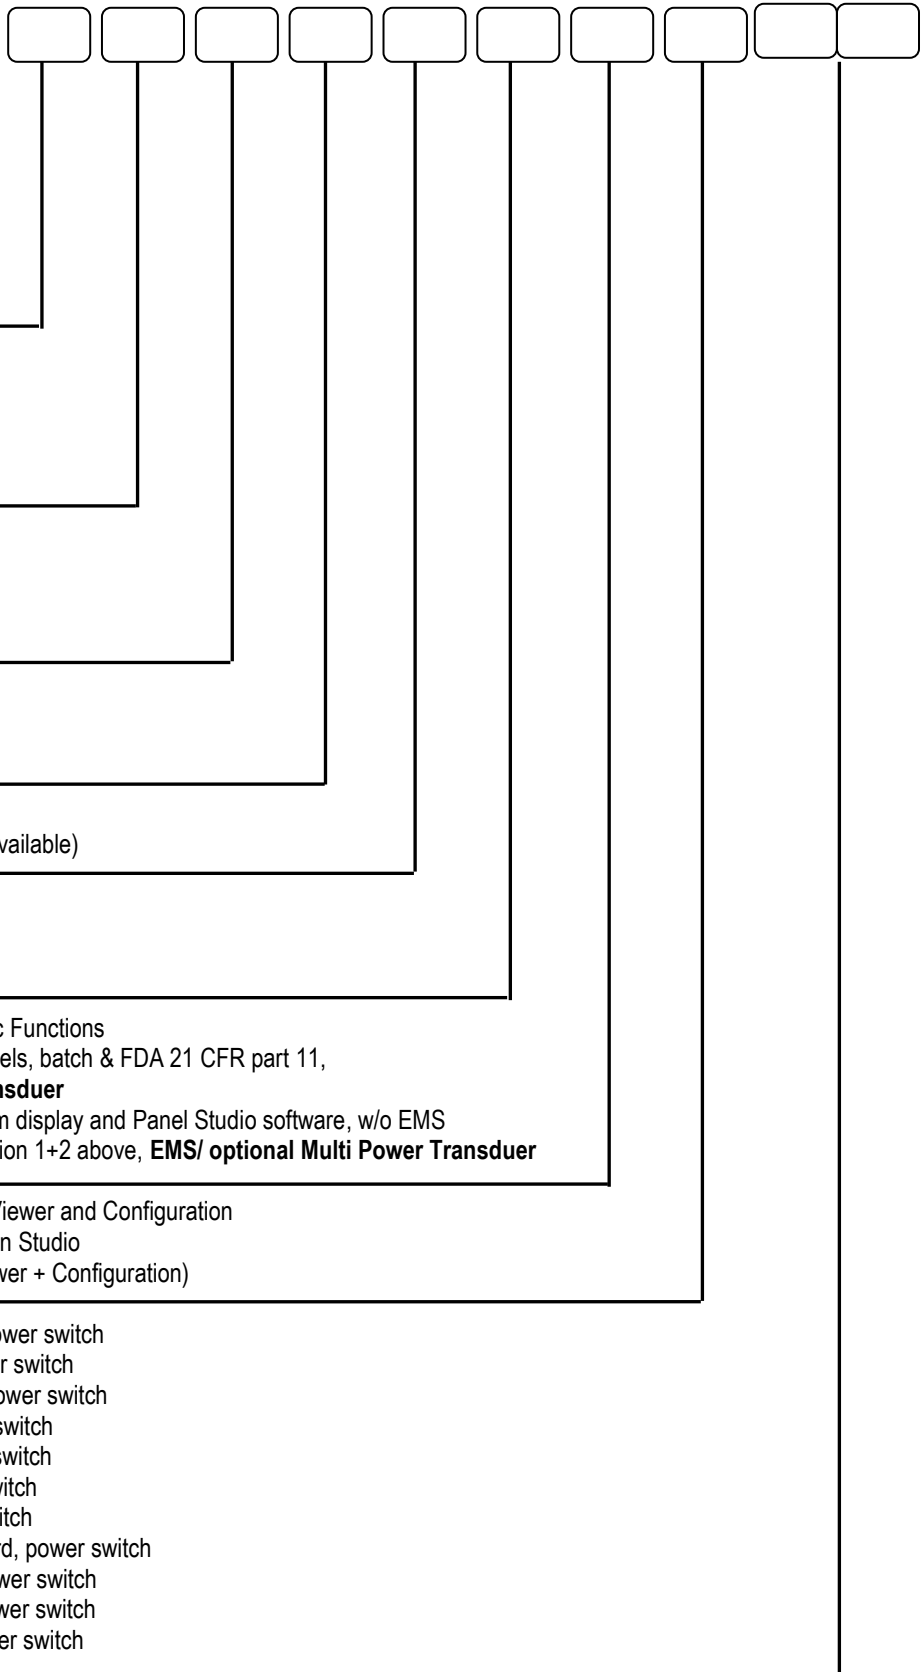 vailable)
c Functions
els, batch & FDA 21 CFR part 11,
nsduer
m display and Panel Studio software, w/o EMS
ion 1+2 above, EMS/ optional Multi Power Transduer
Viewer and Configuration
n Studio
wer + Configuration)
ower switch
r switch
ower switch
switch
switch
witch
itch
rd, power switch
wer switch
wer switch
er switch